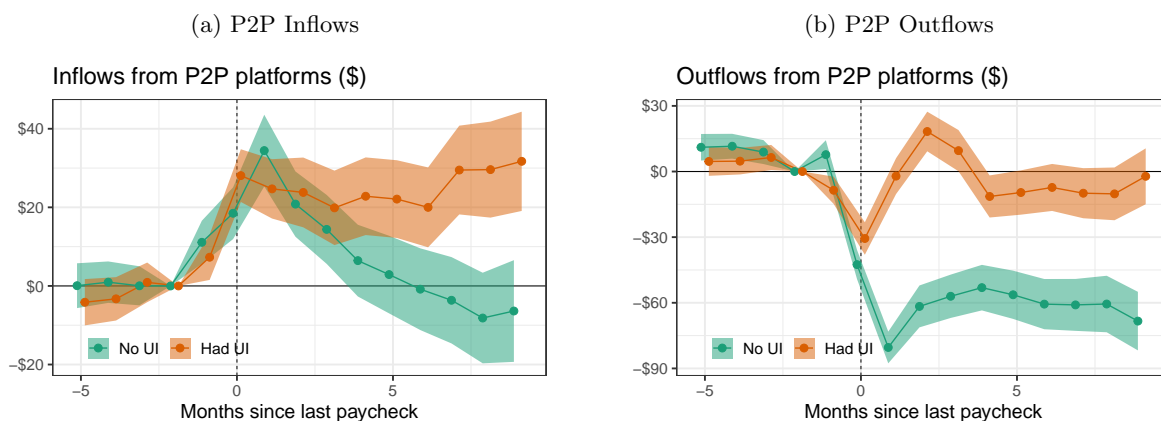 (a) P2P Inflows
Inflows from P2P platforms ($)
$40
$20
$0
−$20
No UI
Had UI
−5
0
5
Months since last paycheck
(b) P2P Outflows
Outflows from P2P platforms ($)
$30
$0
−$30
−$60
−$90
No UI
Had UI
−5
0
5
Months since last paycheck